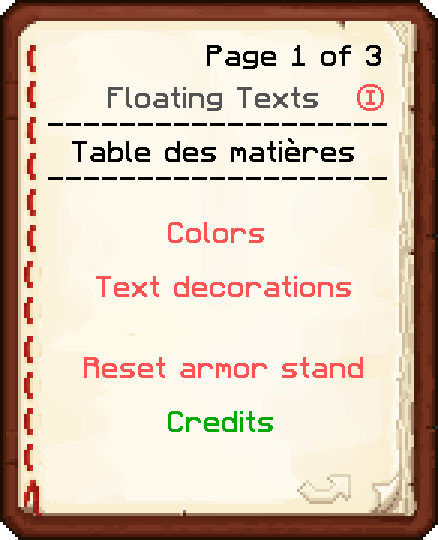 Page 1 of 3
Floating Texts Ⓘ
Table des matières
Colors
Text decorations
Reset armor stand
Credits